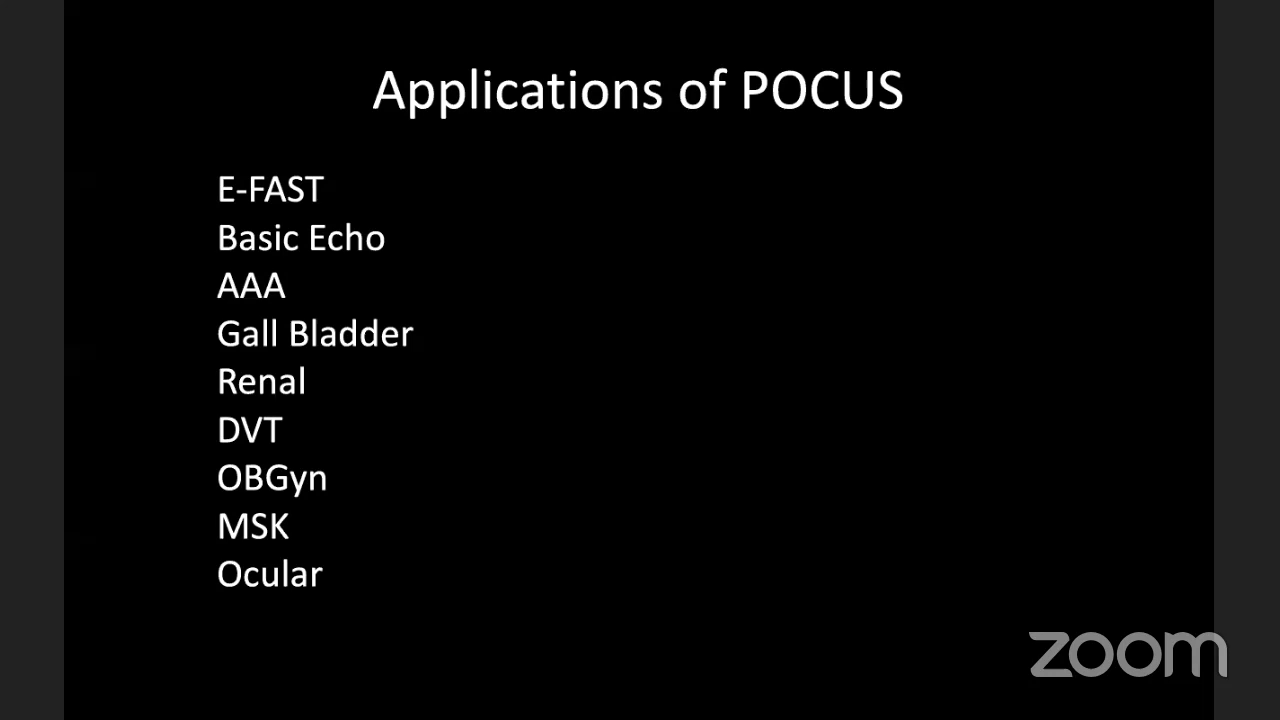 Applications of POCUS
E-FAST
Basic Echo
AAA
Gall Bladder
Renal
DVT
OBGyn
MSK
Ocular
zoom